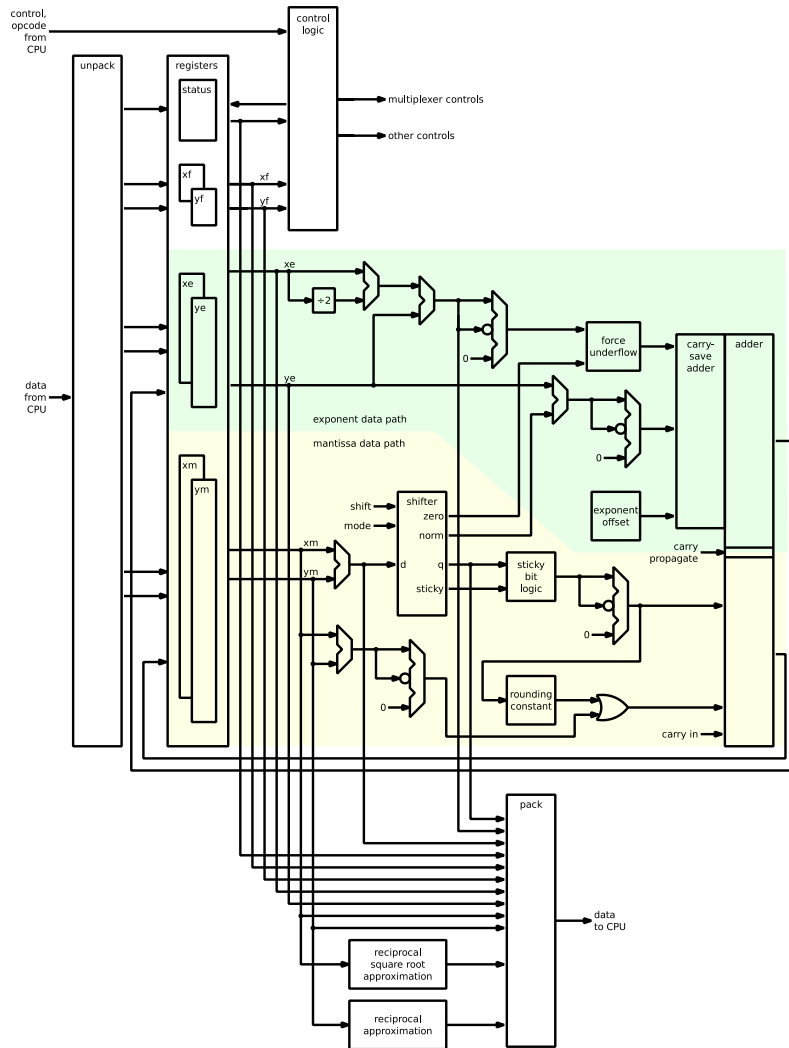 control,
opcode
from
CPU
control
logic
unpack
registers
status
multiplexer controls
other controls
xf
yf
xf
yf
xe
ye
xe
÷2
0
force
underflow
carry-
save
adder
adder
data
from
CPU
ye
exponent data path
mantissa data path
0
xm
ym
shift
mode
shifter
zero
norm
d
q
sticky
exponent
offset
carry
propagate
xm
ym
sticky
bit
logic
0
0
rounding
constant
carry in
pack
data
to CPU
reciprocal
square root
approximation
reciprocal
approximation